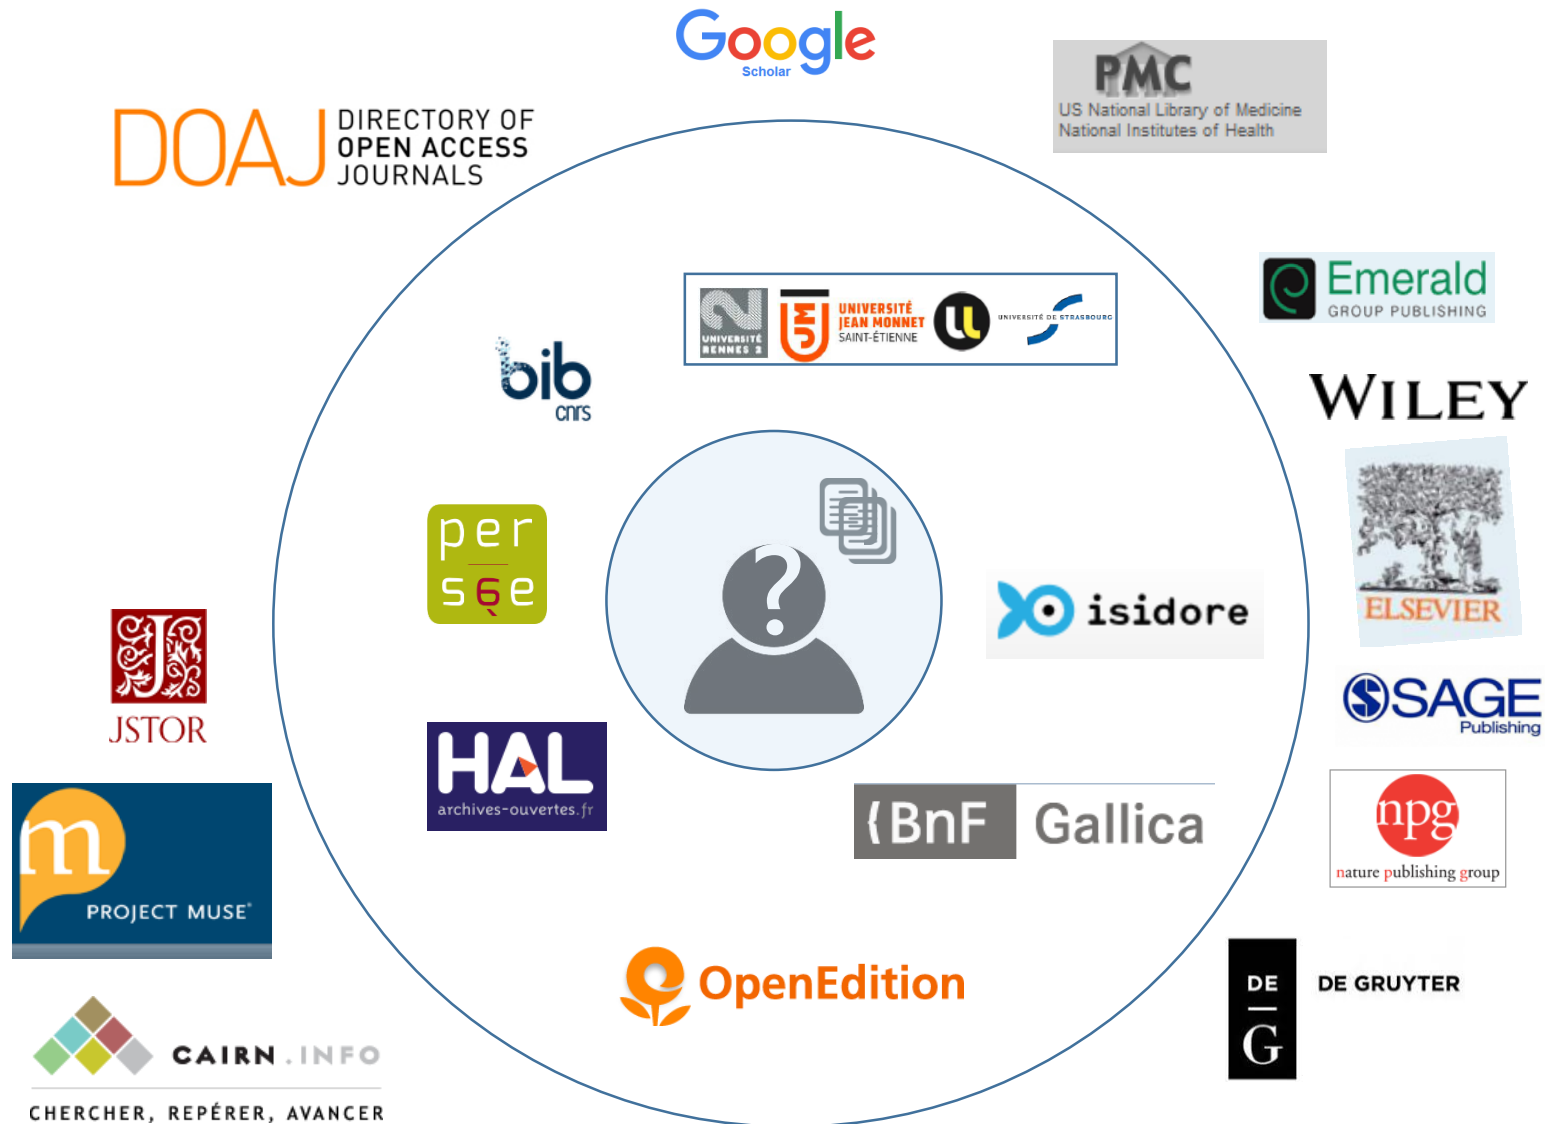 Google
Scholar
PMC
US National Library of Medicine
National Institutes of Health
DOAJ
DIRECTORY OF
OPEN ACCESS
JOURNALS
Emerald
GROUP PUBLISHING
UNIVERSITÉ
RENNES 2
UJM
UNIVERSITÉ
JEAN MONNET
SAINT-ÉTIENNE
UNIVERSITÉ DE STRASBOURG
bib
cnrs
WILEY
ELSEVIER
per
sée
?
isidore
JSTOR
SAGE
Publishing
HAL
archives-ouvertes.fr
BnF
Gallica
npg
nature publishing group
m
PROJECT MUSE®
OpenEdition
DE
G
DE GRUYTER
CAIRN.INFO
CHERCHER, REPÉRER, AVANCER